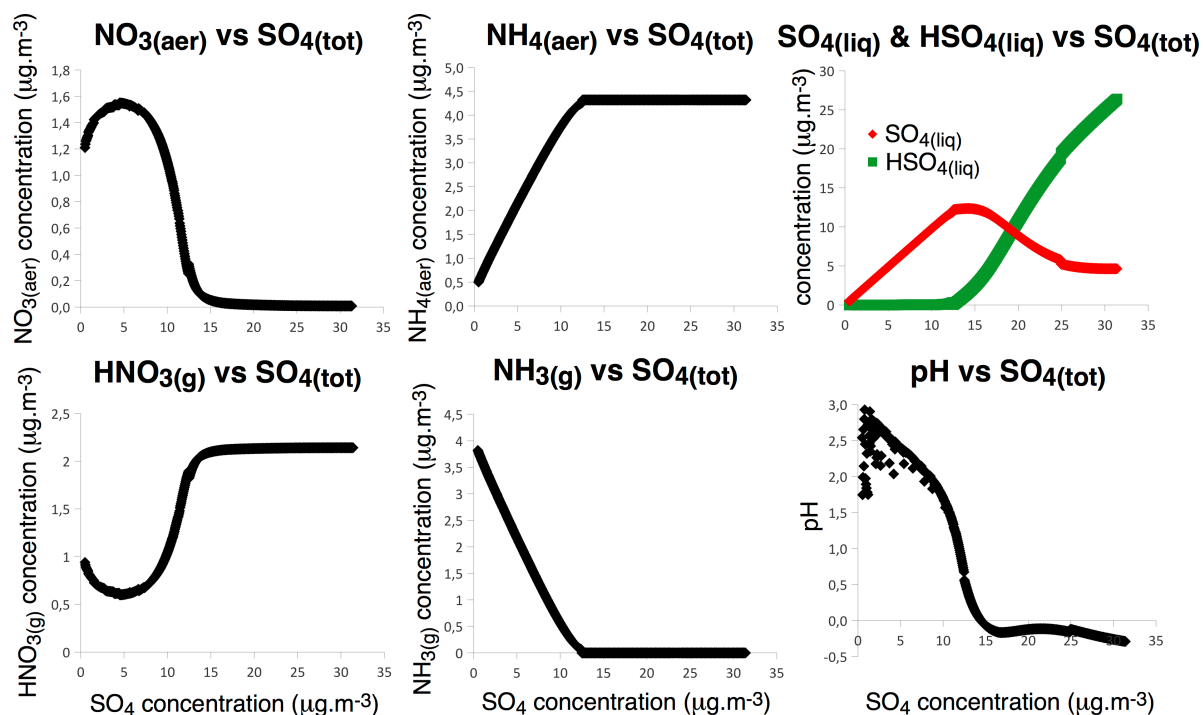 NO3(aer) vs SO4(tot)
NO3(aer) concentration (µg.m-3)
1,8
1,6
1,4
1,2
1,0
0,8
0,6
0,4
0,2
0,0
0 5 10 15 20 25 30 35
NH4(aer) vs SO4(tot)
NH4(aer) concentration (µg.m-3)
5,0
4,5
4,0
3,5
3,0
2,5
2,0
1,5
1,0
0,5
0,0
0 5 10 15 20 25 30 35
SO4(liq) & HSO4(liq) vs SO4(tot)
concentration (µg.m-3)
30
25
20
15
10
5
0
SO4(liq)
HSO4(liq)
0 5 10 15 20 25 30 35
HNO3(g) vs SO4(tot)
HNO3(g) concentration (µg.m-3)
2,5
2
1,5
1
0,5
0
0 5 10 15 20 25 30 35
SO4 concentration (µg.m-3)
NH3(g) vs SO4(tot)
NH3(g) concentration (µg.m-3)
4,5
4
3,5
3
2,5
2
1,5
1
0,5
0
0 5 10 15 20 25 30 35
SO4 concentration (µg.m-3)
pH vs SO4(tot)
pH
3,0
2,5
2,0
1,5
1,0
0,5
0,0
-0,5
0 5 10 15 20 25 30 35
SO4 concentration (µg.m-3)